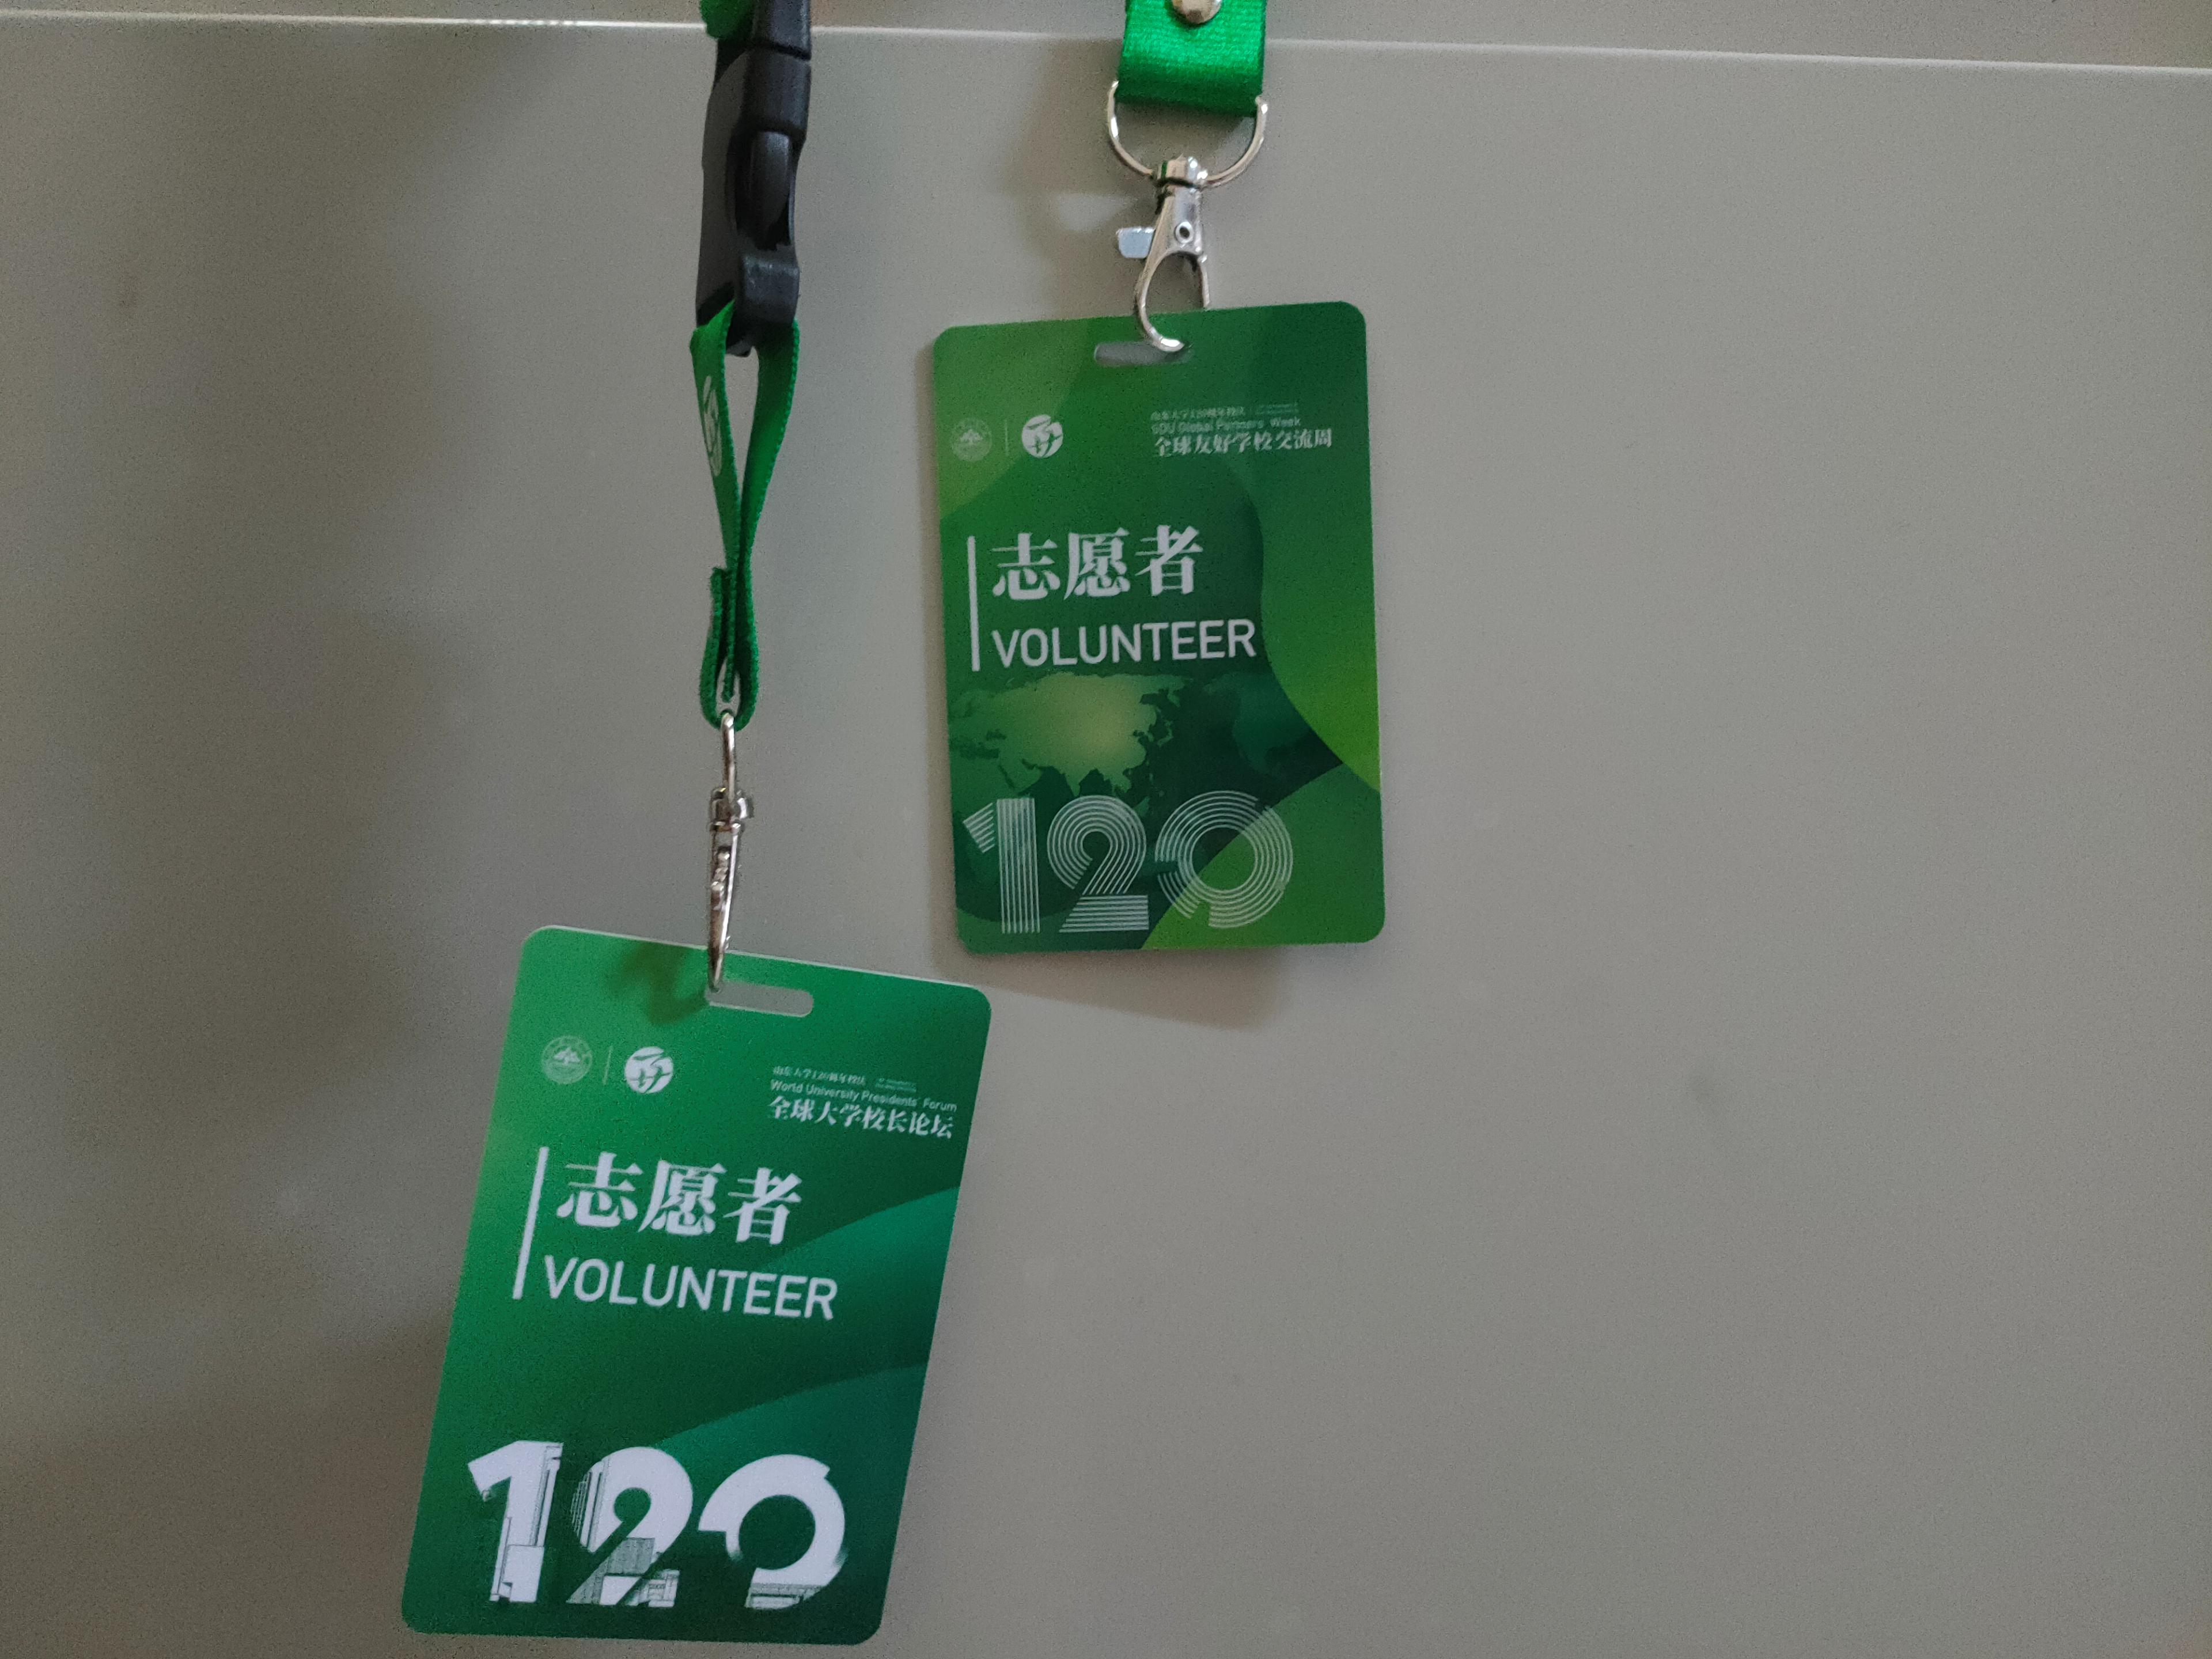 山东大学120周年校庆
SDU Global Partners' Week
全球友好学校交流周
志愿者
VOLUNTEER
120
山东大学120周年校庆
World University Presidents' Forum
全球大学校长论坛
志愿者
VOLUNTEER
120